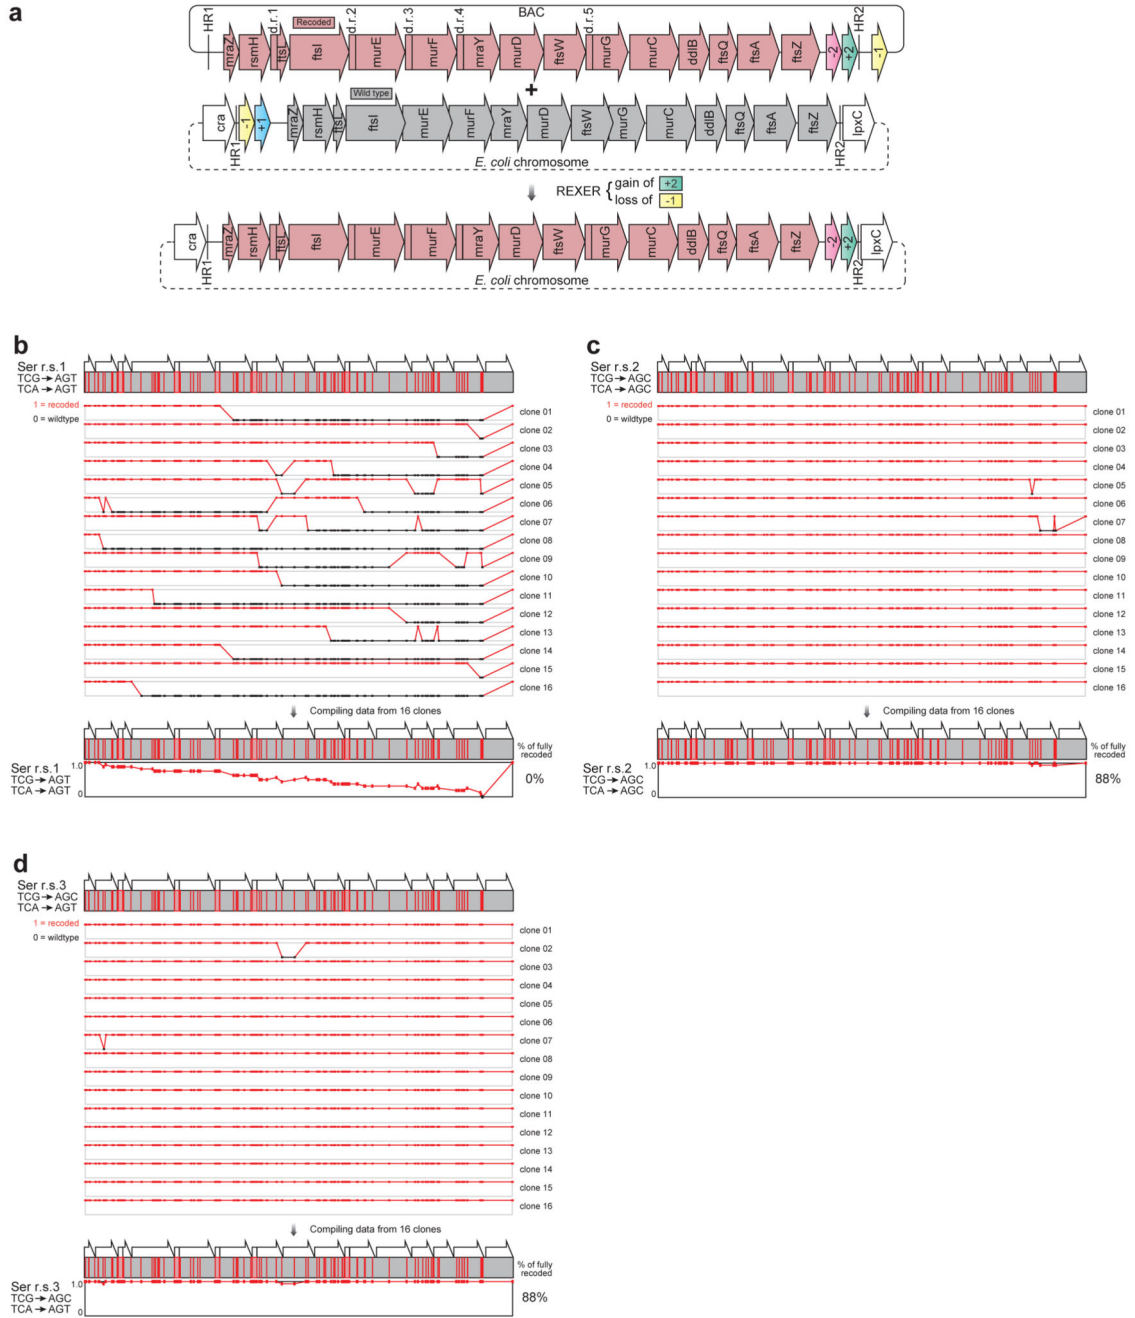 a
BAC
HR1
d.r.1
d.r.2
d.r.3
d.r.4
d.r.5
HR2
Recoded
mraZ
rsmH
ftsL
ftsI
murE
murF
mraY
murD
ftsW
murG
murC
ddlB
ftsQ
ftsA
ftsZ
-2
+2
-1
+
Wild type
cra
HR1
-1
+1
mraZ
rsmH
ftsL
ftsI
murE
murF
mraY
murD
ftsW
murG
murC
ddlB
ftsQ
ftsA
ftsZ
HR2
lpxC
E. coli chromosome
REXER { gain of +2
loss of -1
cra
HR1
mraZ
rsmH
ftsL
ftsI
murE
murF
mraY
murD
ftsW
murG
murC
ddlB
ftsQ
ftsA
ftsZ
-2
+2
HR2
lpxC
E. coli chromosome
b
Ser r.s.1
TCG→AGT
TCA→AGT
1 = recoded
0 = wildtype
clone 01
clone 02
clone 03
clone 04
clone 05
clone 06
clone 07
clone 08
clone 09
clone 10
clone 11
clone 12
clone 13
clone 14
clone 15
clone 16
Compiling data from 16 clones
% of fully
recoded
Ser r.s.1
TCG→AGT
TCA→AGT
1.0
0
0%
c
Ser r.s.2
TCG→AGC
TCA→AGC
1 = recoded
0 = wildtype
clone 01
clone 02
clone 03
clone 04
clone 05
clone 06
clone 07
clone 08
clone 09
clone 10
clone 11
clone 12
clone 13
clone 14
clone 15
clone 16
Compiling data from 16 clones
% of fully
recoded
Ser r.s.2
TCG→AGC
TCA→AGC
1.0
0
88%
d
Ser r.s.3
TCG→AGC
TCA→AGT
1 = recoded
0 = wildtype
clone 01
clone 02
clone 03
clone 04
clone 05
clone 06
clone 07
clone 08
clone 09
clone 10
clone 11
clone 12
clone 13
clone 14
clone 15
clone 16
Compiling data from 16 clones
% of fully
recoded
Ser r.s.3
TCG→AGC
TCA→AGT
1.0
0
88%